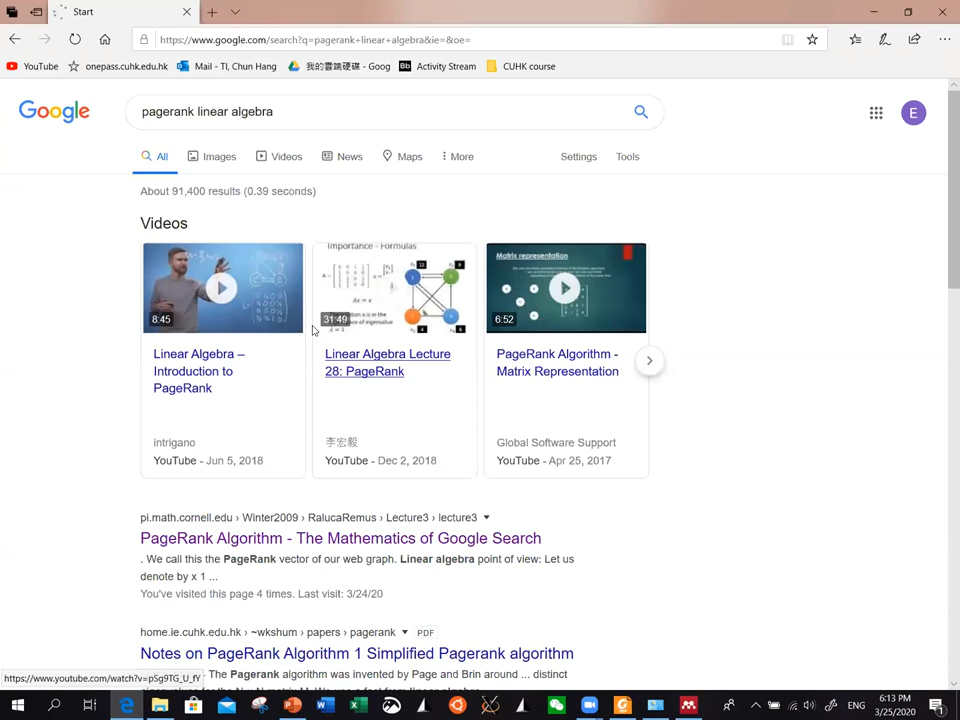 Start
https://www.google.com/search?q=pagerank+linear+algebra&ie=&oe=
YouTube
onepass.cuhk.edu.hk
Mail - TI, Chun Hang
我的雲端硬碟 - Goog
Bb Activity Stream
CUHK course
Google
pagerank linear algebra
E
All
Images
Videos
News
Maps
More
Settings
Tools
About 91,400 results (0.39 seconds)
Videos
Importance - Formulas
Matrix representation
8:45
31:49
6:52
Linear Algebra –
Introduction to
PageRank
intrigano
YouTube - Jun 5, 2018
Linear Algebra Lecture
28: PageRank
李宏毅
YouTube - Dec 2, 2018
PageRank Algorithm -
Matrix Representation
Global Software Support
YouTube - Apr 25, 2017
pi.math.cornell.edu › Winter2009 › RalucaRemus › Lecture3 › lecture3
PageRank Algorithm - The Mathematics of Google Search
. We call this the PageRank vector of our web graph. Linear algebra point of view: Let us
denote by x 1 ...
You've visited this page 4 times. Last visit: 3/24/20
home.ie.cuhk.edu.hk › ~wkshum › papers › pagerank PDF
Notes on PageRank Algorithm 1 Simplified Pagerank algorithm
The Pagerank algorithm was invented by Page and Brin around ... distinct
https://www.youtube.com/watch?v=pSg9TG_U_fY
ENG
6:13 PM
3/25/2020
1